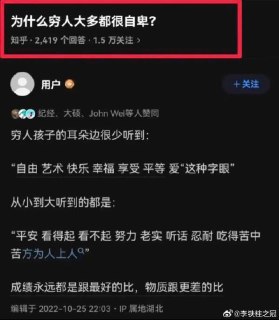 为什么穷人大多都很自卑?
知乎 · 2,419 个回答 · 1.5 万关注 >
用户
+关注
纪经、大硕、John Wei等人赞同
穷人孩子的耳朵边很少听到:
“自由 艺术 快乐 幸福 享受 平等 爱“这种字眼”
从小到大听到的都是:
“平安 看得起 看不起 努力 老实 听话 忍耐 吃得苦中
苦方为人上人”
成绩永远都是跟最好的比，物质跟更差的比
编辑于 2022-10-25 22:03 · IP 属地湖北
@李铁柱之冠